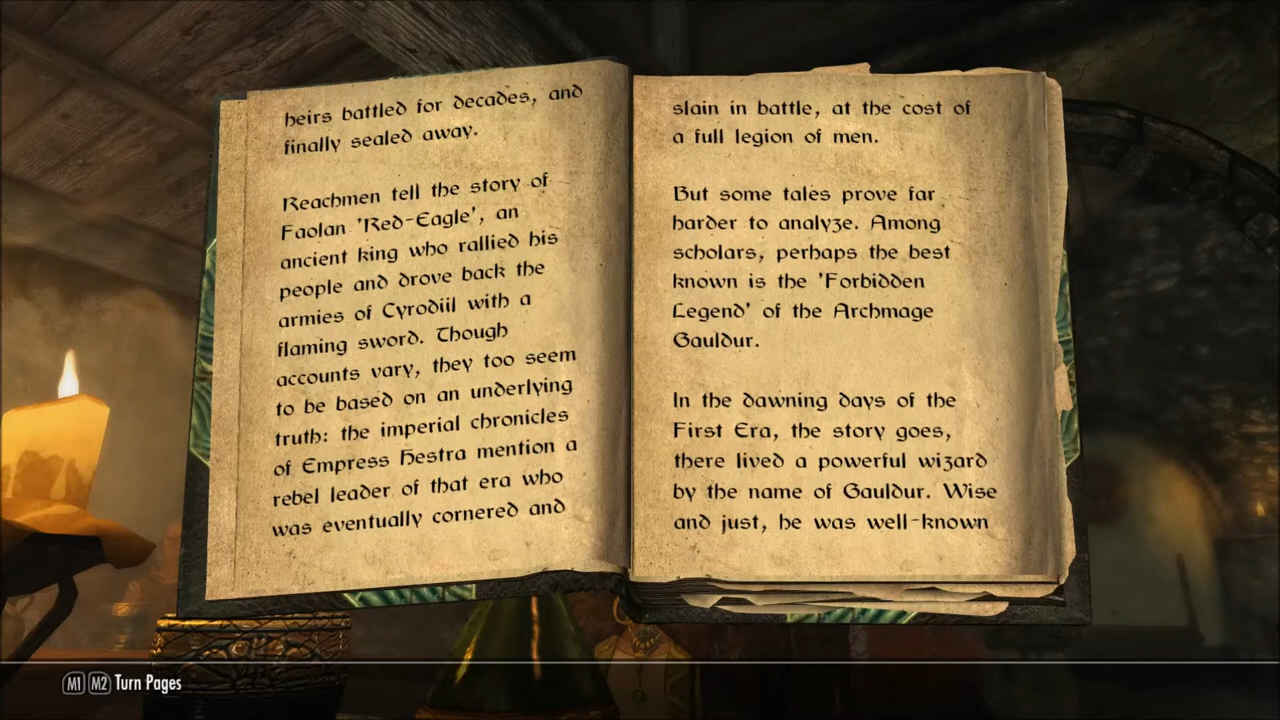 heirs battled for decades, and
finally sealed away.
Reachmen tell the story of
Faolan 'Red-Eagle', an
ancient king who rallied his
people and drove back the
armies of Cyrodiil with a
flaming sword. Though
accounts vary, they too seem
to be based on an underlying
truth: the imperial chronicles
of Empress Hestra mention a
rebel leader of that era who
was eventually cornered and
slain in battle, at the cost of
a full legion of men.
But some tales prove far
harder to analyze. Among
scholars, perhaps the best
known is the 'Forbidden
Legend' of the Archmage
Gauldur.
In the dawning days of the
First Era, the story goes,
there lived a powerful wizard
by the name of Gauldur. Wise
and just, he was well-known
M1 M2 Turn Pages